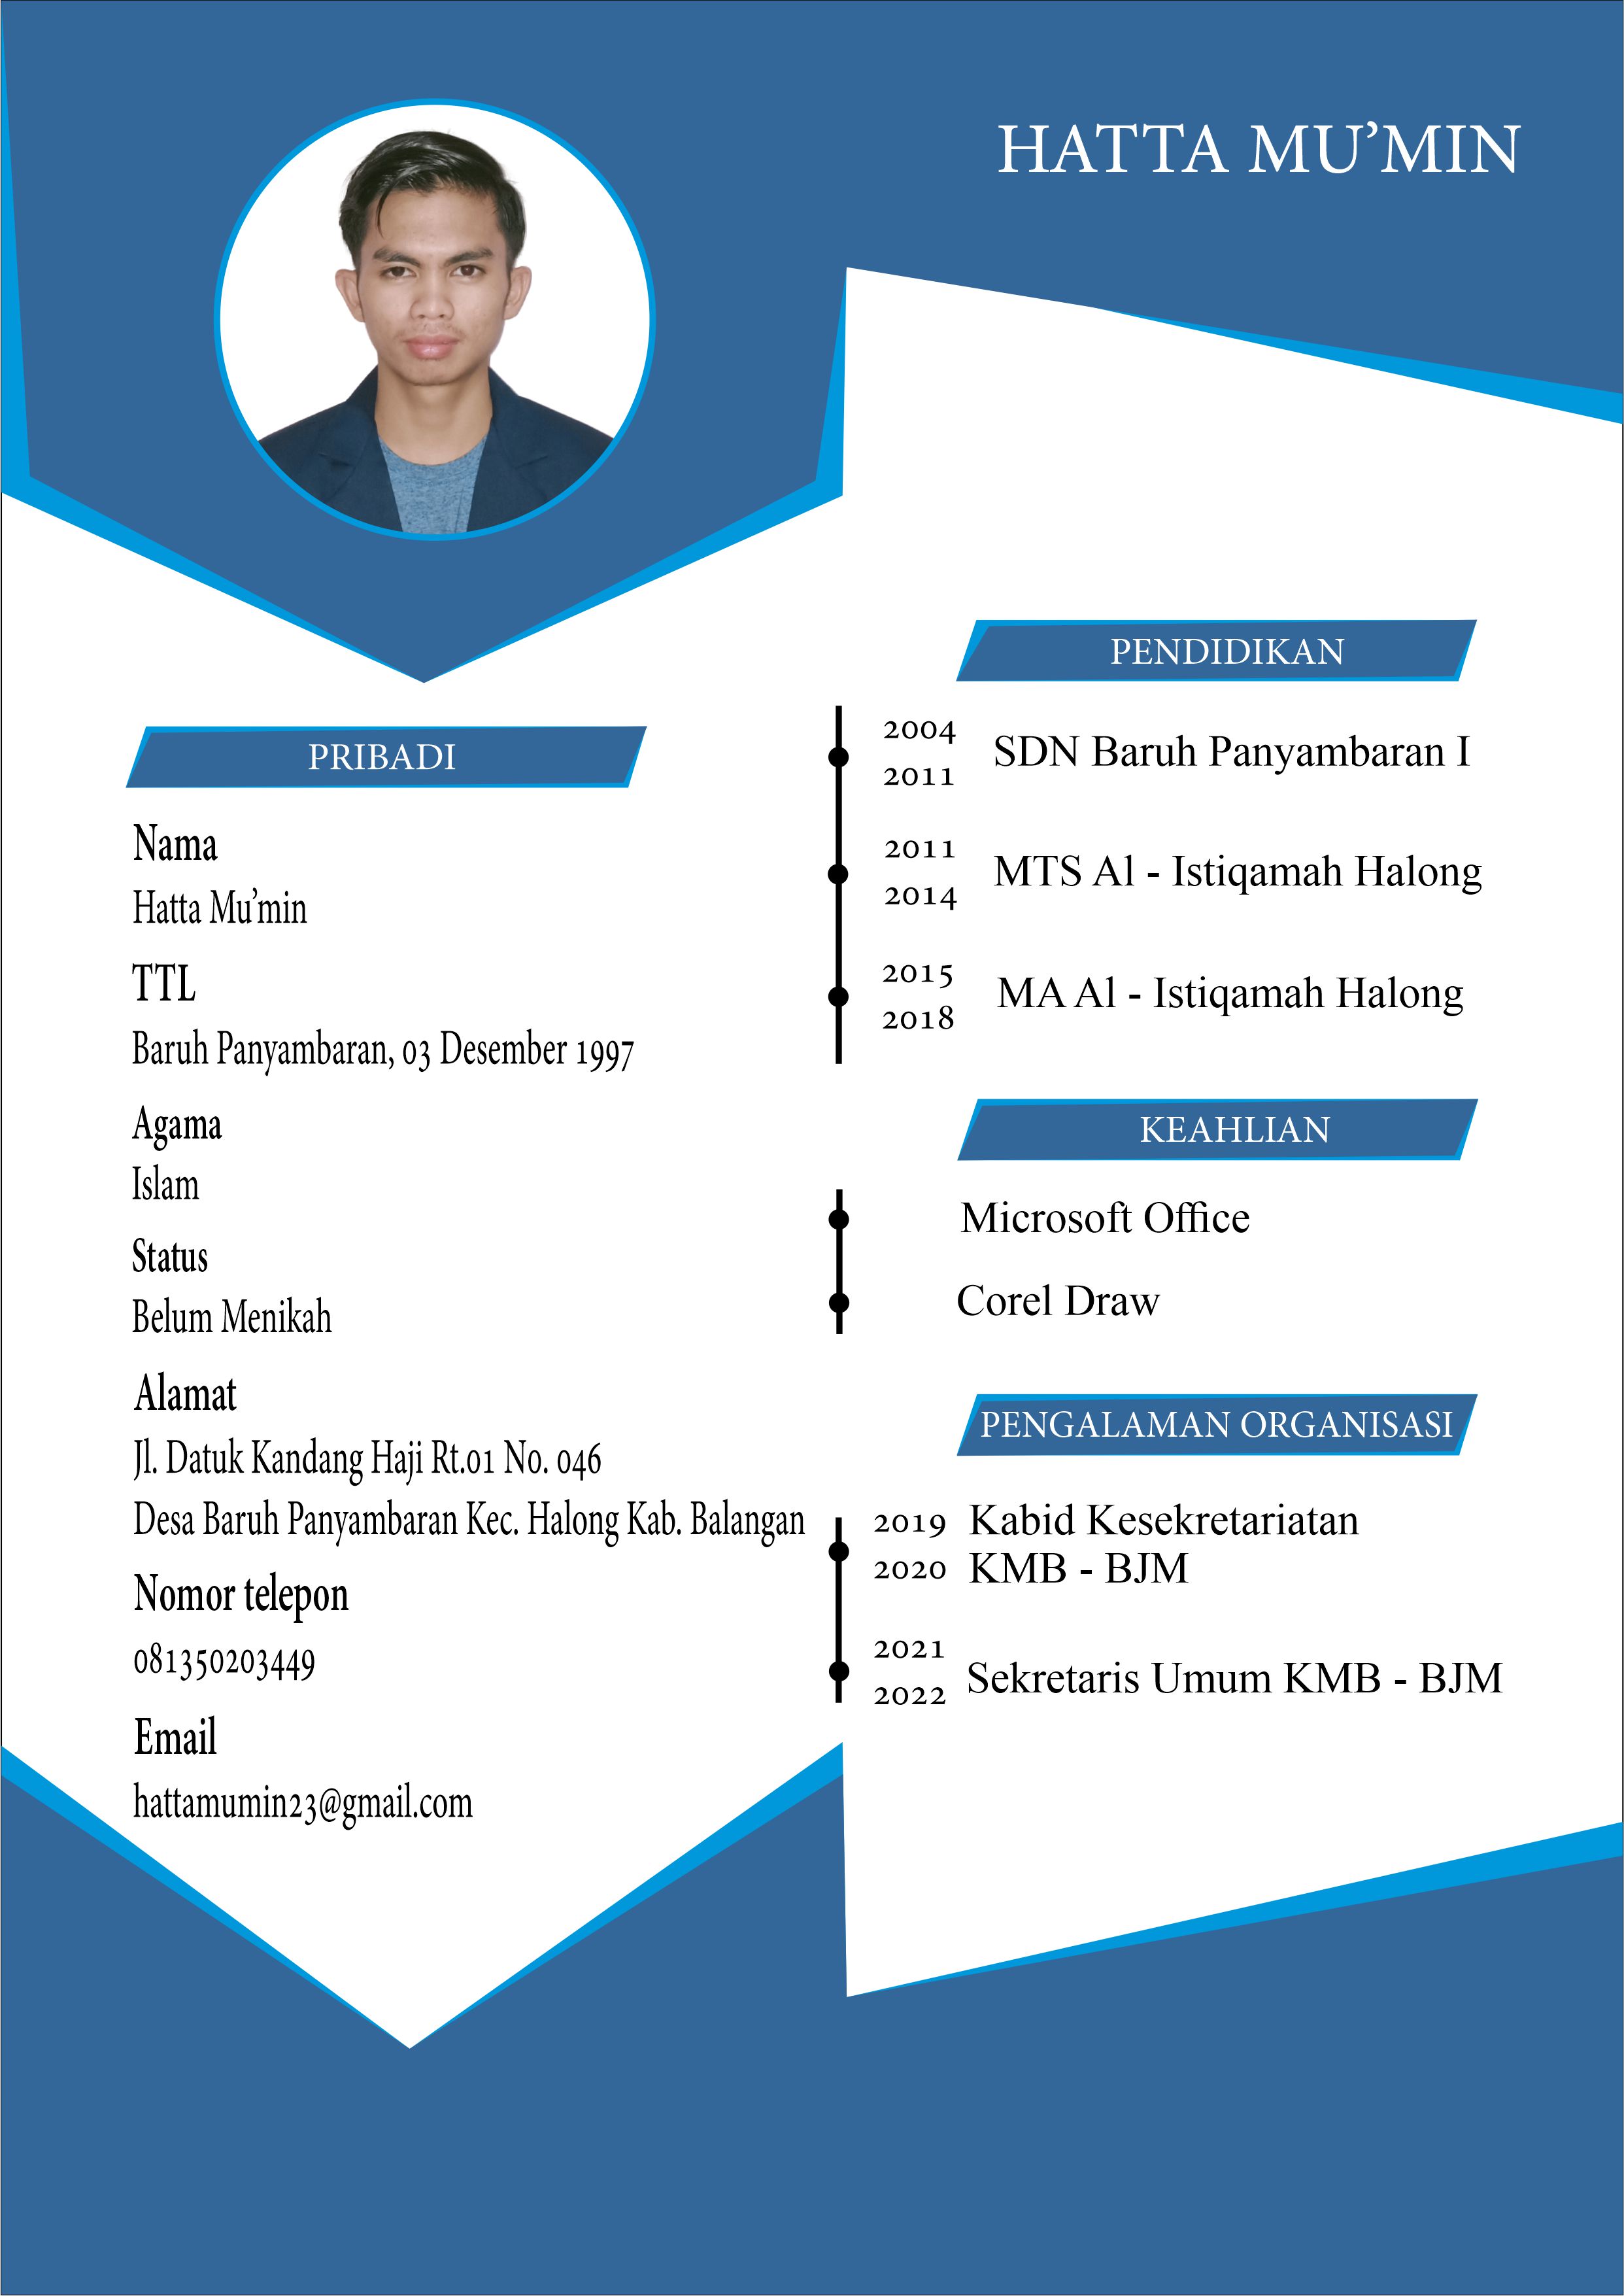 HATTA MU’MIN
PRIBADI
Nama
Hatta Mu’min
TTL
Baruh Panyambaran, 03 Desember 1997
Agama
Islam
Status
Belum Menikah
Alamat
Jl. Datuk Kandang Haji Rt.01 No. 046
Desa Baruh Panyambaran Kec. Halong Kab. Balangan
Nomor telepon
081350203449
Email
hattamumin23@gmail.com
PENDIDIKAN
2004
SDN Baruh Panyambaran I
2011
2011
MTS Al - Istiqamah Halong
2014
2015
MA Al - Istiqamah Halong
2018
KEAHLIAN
Microsoft Office
Corel Draw
PENGALAMAN ORGANISASI
2019 Kabid Kesekretariatan
2020 KMB - BJM
2021
Sekretaris Umum KMB - BJM
2022